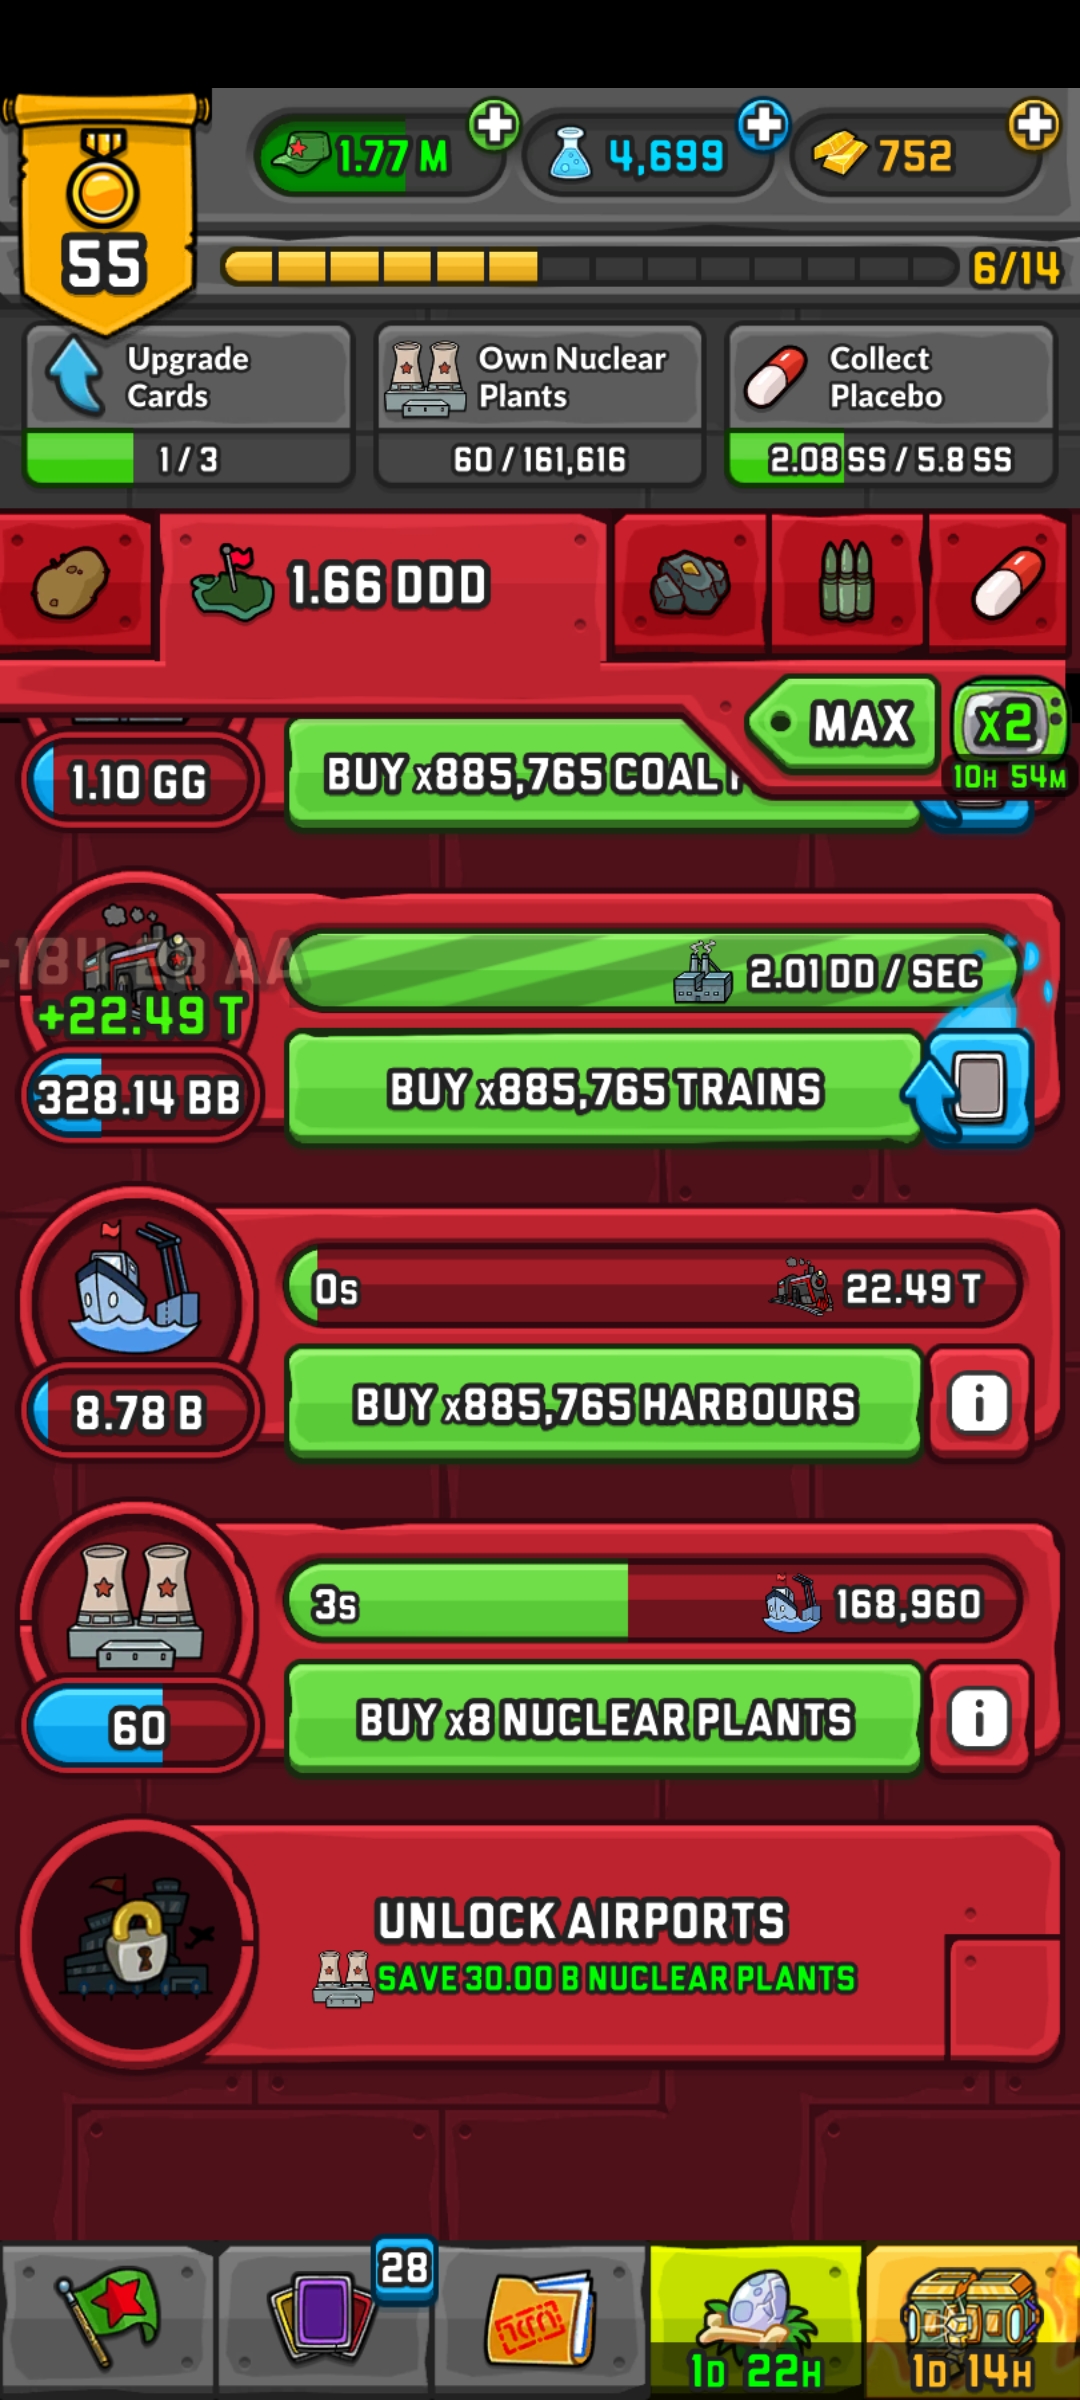 1.77 M
4,699
752
55
6/14
Upgrade
Cards
1 / 3
Own Nuclear
Plants
60 / 161,616
Collect
Placebo
2.08 SS / 5.8 SS
1.66 DDD
MAX
X2
10H 54M
1.10 GG
BUY x885,765 COAL
2.01 DD / SEC
+22.49 T
328.14 BB
BUY x885,765 TRAINS
0s
22.49 T
8.78 B
BUY x885,765 HARBOURS
i
3s
168,960
60
BUY x8 NUCLEAR PLANTS
i
UNLOCK AIRPORTS
SAVE 30.00 B NUCLEAR PLANTS
28
1D 22H
1D 14H